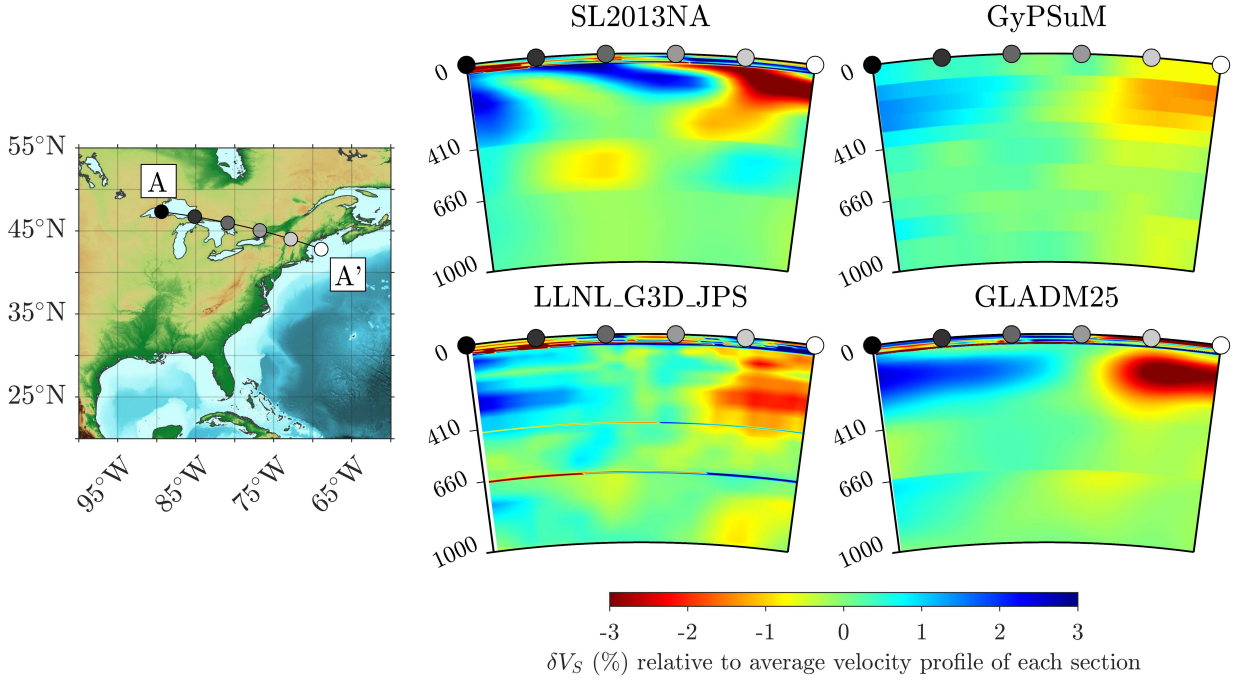 SL2013NA
GyPSuM
0
410
660
1000
0
410
660
1000
55°N
45°N
35°N
25°N
A
A'
95°W
85°W
75°W
65°W
LLNL_G3D_JPS
GLADM25
0
410
660
1000
0
410
660
1000
-3 -2 -1 0 1 2 3
δV_S (%) relative to average velocity profile of each section